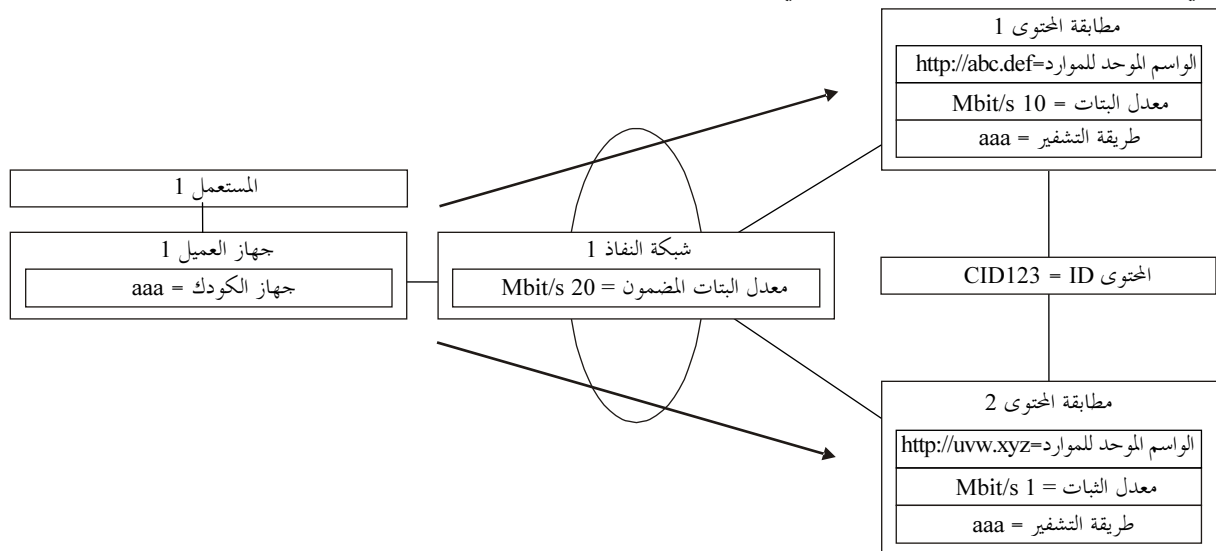 مطابقة المحتوى 1
الواسم الموحد للموارد=http://abc.def
معدل البتات = 10 Mbit/s
طريقة التشفير = aaa
المستعمل 1
جهاز العميل 1
جهاز الكودك = aaa
شبكة النفاذ 1
معدل البتات المضمون = 20 Mbit/s
المحتوى CID123 = ID
مطابقة المحتوى 2
الواسم الموحد للموارد=http://uvw.xyz
معدل الثبات = 1 Mbit/s
طريقة التشفير = aaa